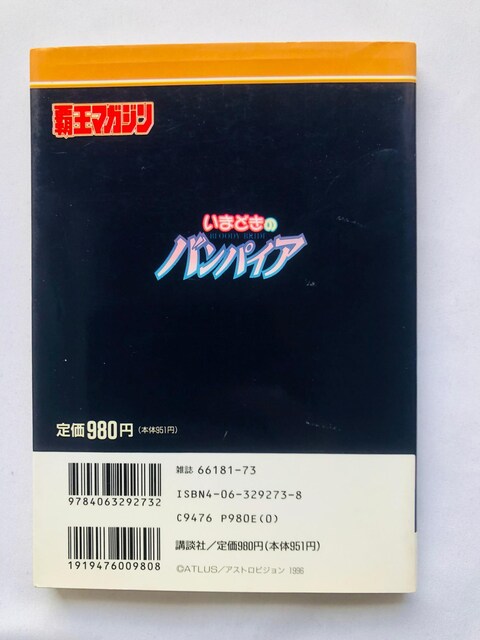 覇王マガジン
いまどきの
BLOODY BRIDE
バンパイア
定価980円(本体951円)
雑誌 66181-73
9784063292732
ISBN4-06-329273-8
C9476 P980E(0)
講談社/定価980円(本体951円)
1919476009808
©ATLUS/アストロビジョン 1996